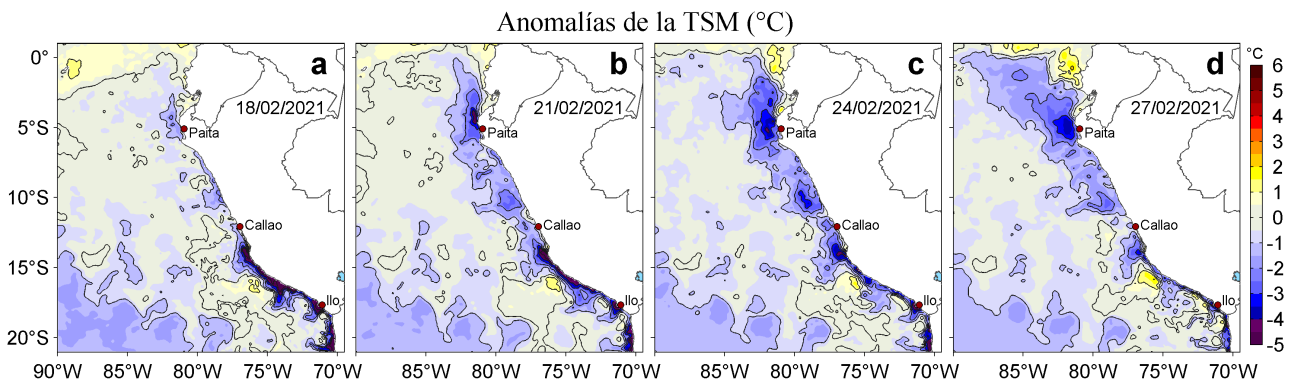 Anomalías de la TSM (°C)
a
18/02/2021
Paita
Callao
Ilo
b
21/02/2021
Paita
Callao
Ilo
c
24/02/2021
Paita
Callao
Ilo
d
27/02/2021
Paita
Callao
Ilo
0°
5°S
10°S
15°S
20°S
90°W 85°W 80°W 75°W 70°W
85°W 80°W 75°W 70°W
85°W 80°W 75°W 70°W
85°W 80°W 75°W 70°W
°C
6
5
4
3
2
1
0
-1
-2
-3
-4
-5